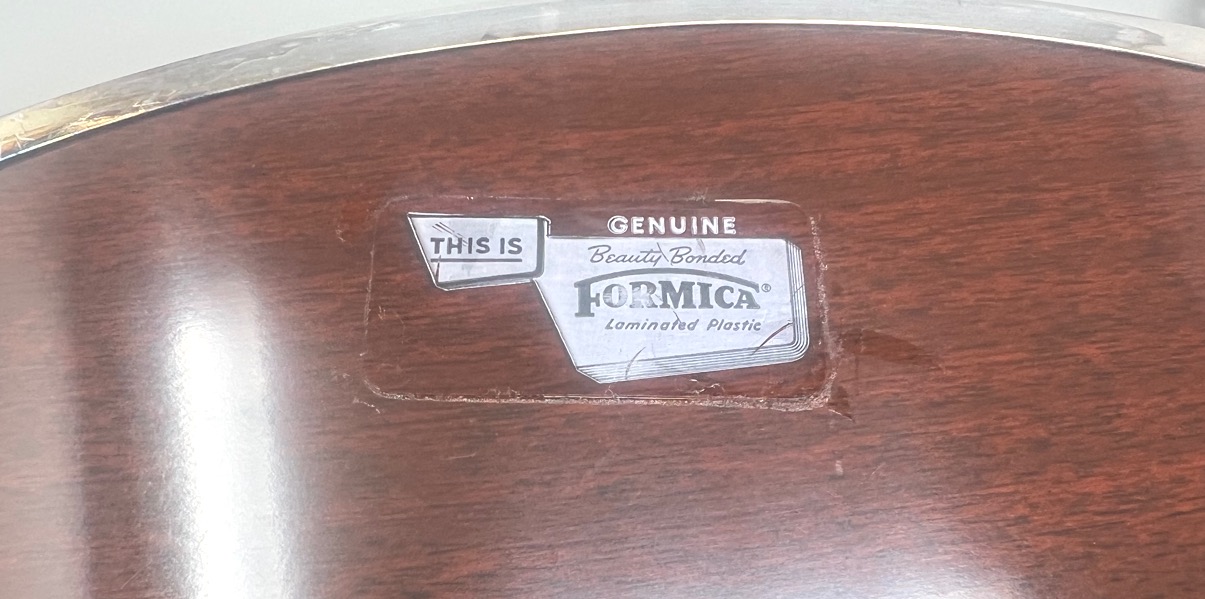 THIS IS
GENUINE
Beauty Bonded
FORMICA®
Laminated Plastic